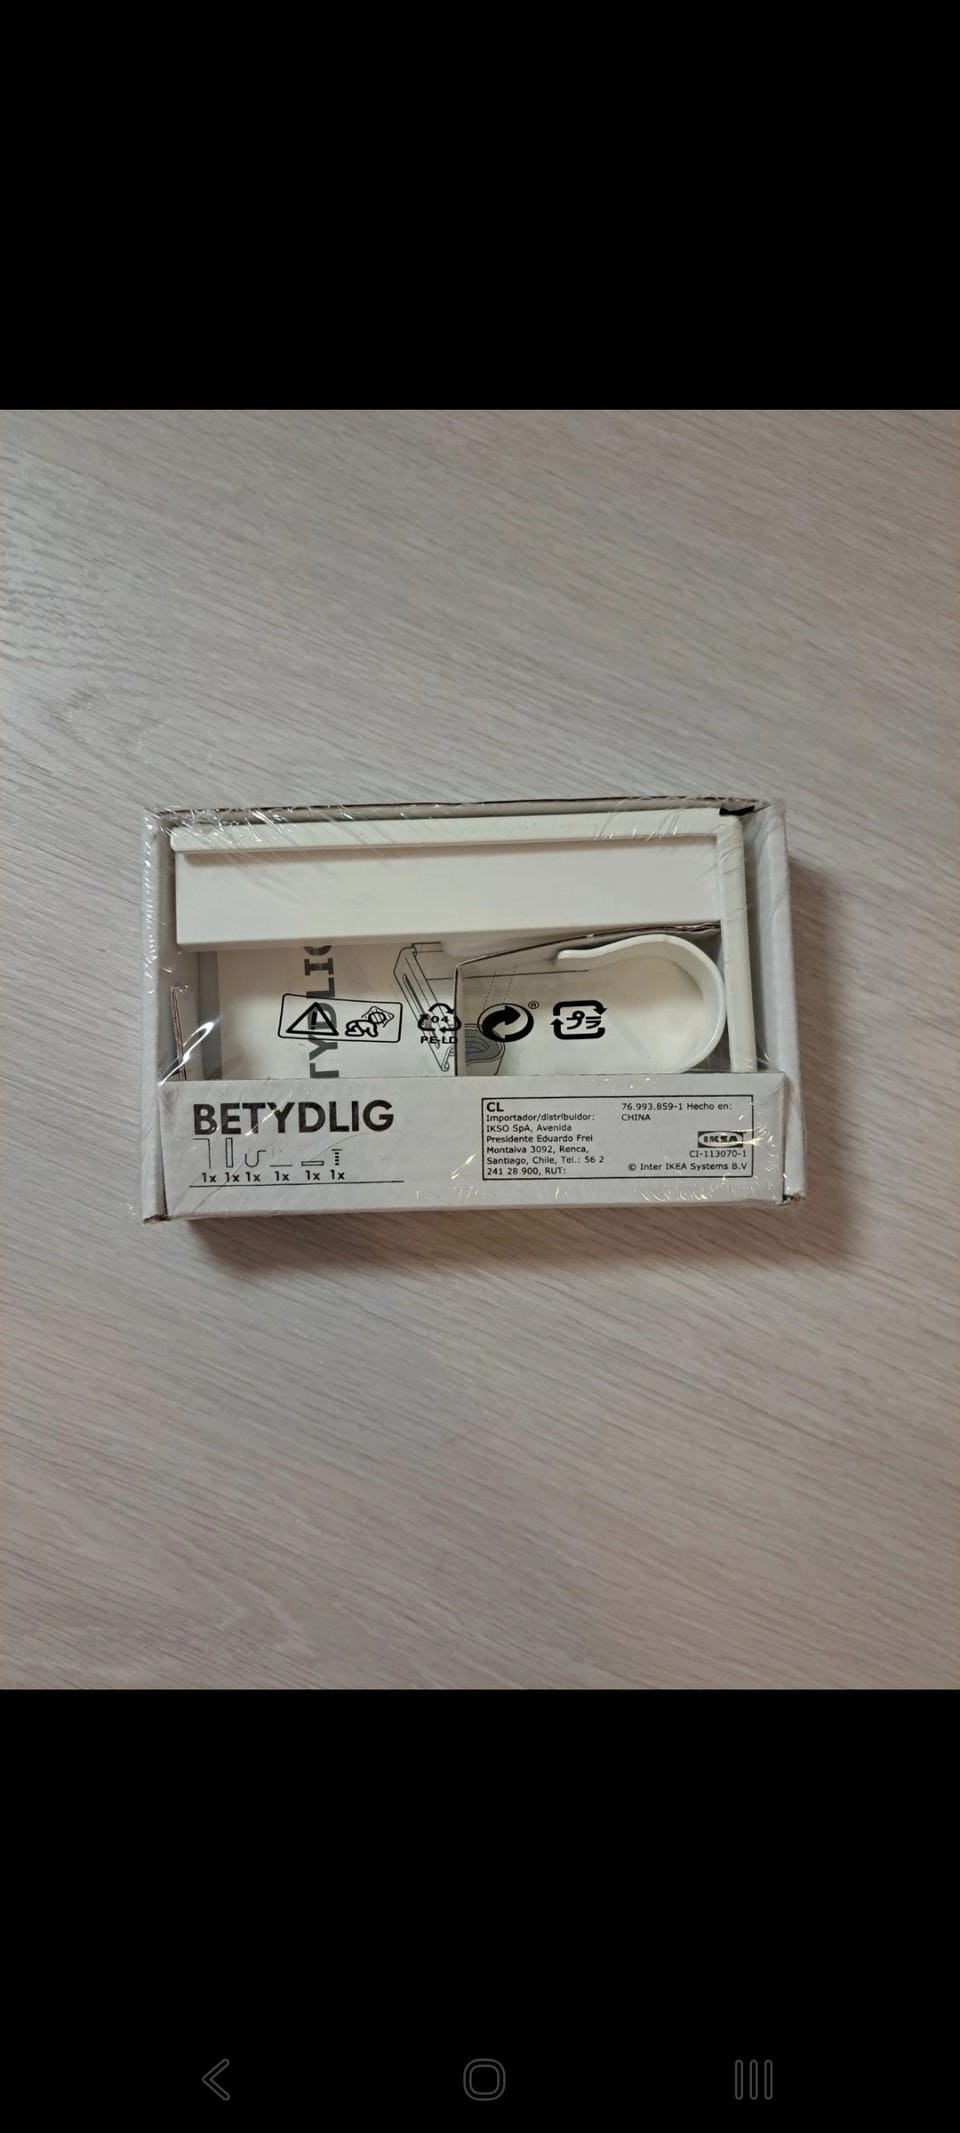 BETYDLIG
04
PE-LD
®
BETYDLIG
1x 1x 1x 1x 1x 1x
CL
Importador/distribuidor:
IKSO SpA, Avenida
Presidente Eduardo Frei
Montalva 3092, Renca,
Santiago, Chile, Tel.: 56 2
241 28 900, RUT:
76.993.859-1 Hecho en:
CHINA
IKEA
CI-113070-1
© Inter IKEA Systems B.V